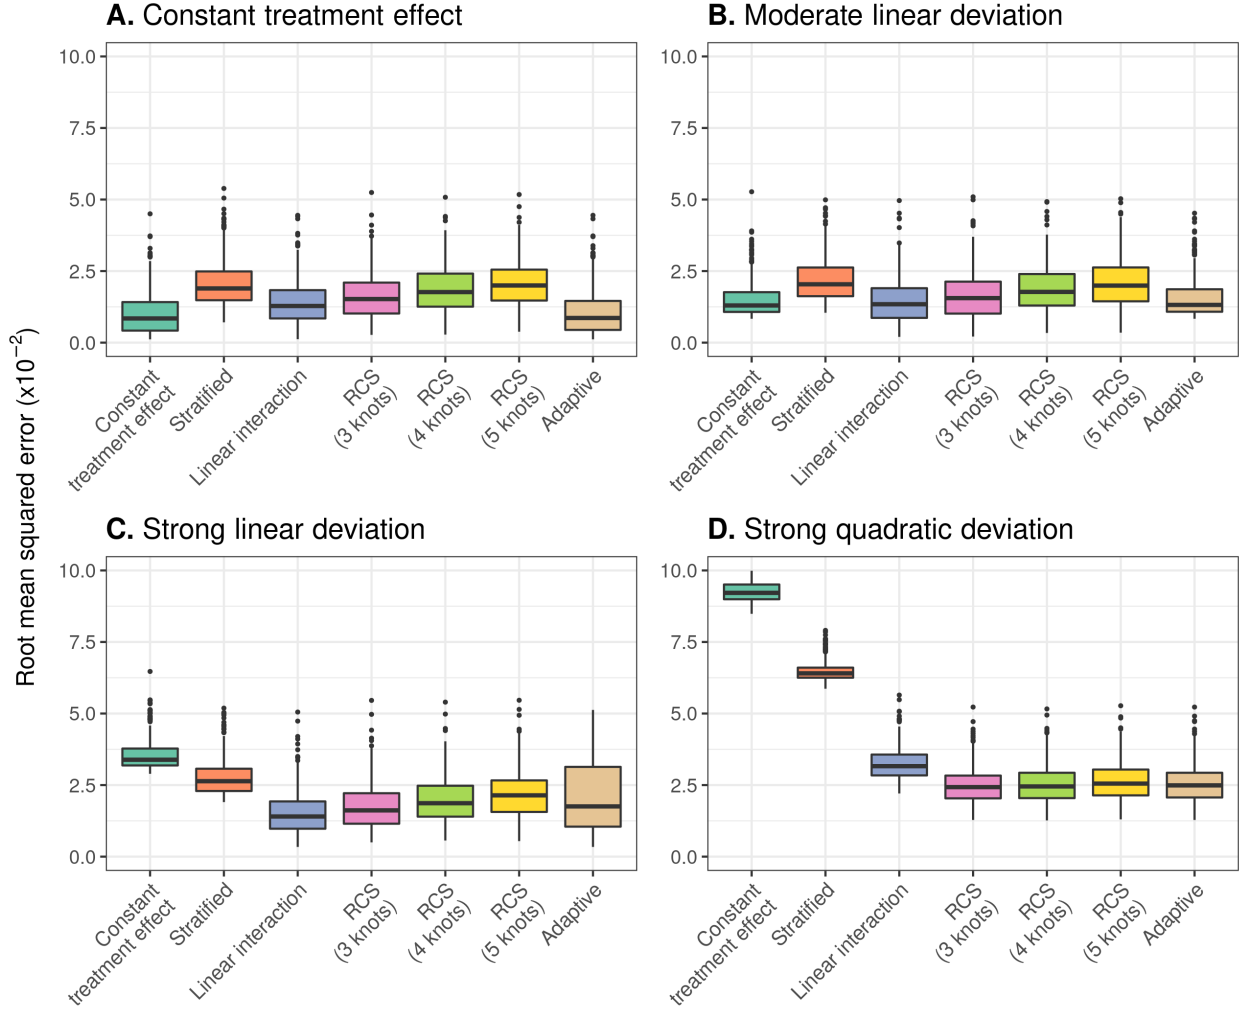 A. Constant treatment effect
B. Moderate linear deviation
10.0
7.5
5.0
2.5
0.0
Constant
treatment effect
Stratified
Linear interaction
RCS
(3 knots)
RCS
(4 knots)
RCS
(5 knots)
Adaptive
10.0
7.5
5.0
2.5
0.0
Constant
treatment effect
Stratified
Linear interaction
RCS
(3 knots)
RCS
(4 knots)
RCS
(5 knots)
Adaptive
Root mean squared error (x10⁻²)
C. Strong linear deviation
D. Strong quadratic deviation
10.0
7.5
5.0
2.5
0.0
Constant
treatment effect
Stratified
Linear interaction
RCS
(3 knots)
RCS
(4 knots)
RCS
(5 knots)
Adaptive
10.0
7.5
5.0
2.5
0.0
Constant
treatment effect
Stratified
Linear interaction
RCS
(3 knots)
RCS
(4 knots)
RCS
(5 knots)
Adaptive